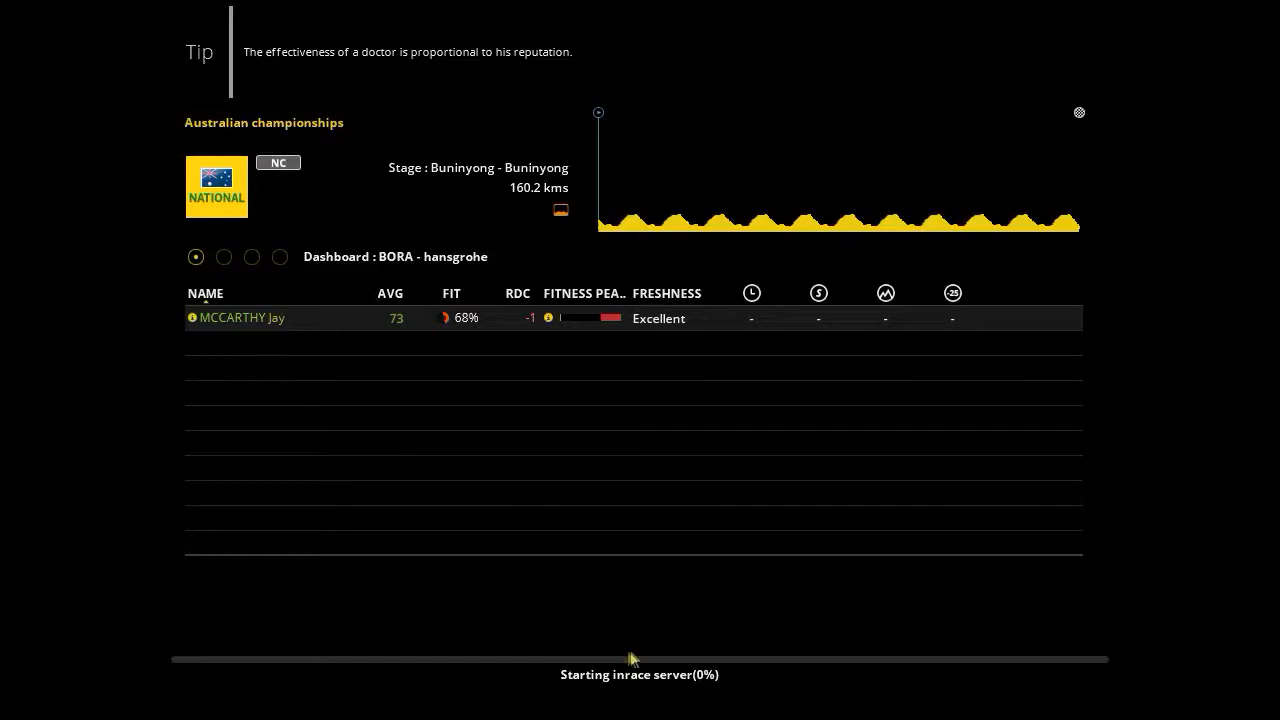 Tip
The effectiveness of a doctor is proportional to his reputation.
Australian championships
NATIONAL
NC
Stage : Buninyong - Buninyong
160.2 kms
Dashboard : BORA - hansgrohe
NAME AVG FIT RDC FITNESS PEA.. FRESHNESS S -25
MCCARTHY Jay 73 68% -1 Excellent - - - -
Starting inrace server(0%)